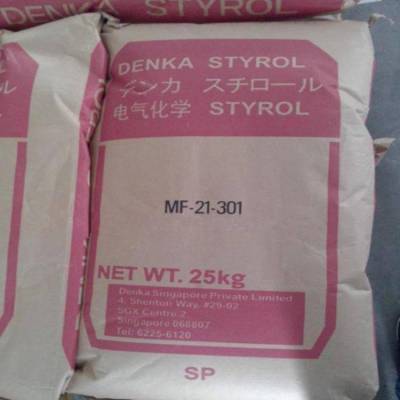 DENKA STYROL
DENKA STYROL
デンカ スチロール
电气化学 STYROL
MF-21-301
NET WT. 25kg
Denka Singapore Private Limited
4, Shenton Way, #29-02
SGX Centre 2
Singapore 068807
Tel: 6225-6120
SP